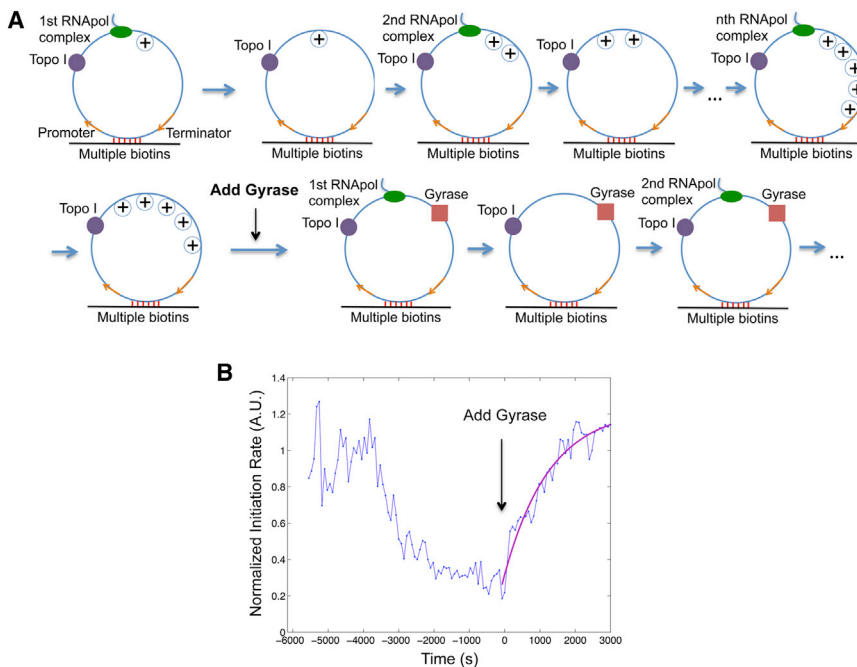 A
1st RNApol complex
Topo I
Promoter
Terminator
Multiple biotins
Topo I
Multiple biotins
2nd RNApol complex
Topo I
Multiple biotins
Topo I
Multiple biotins
...
nth RNApol complex
Topo I
Multiple biotins
Topo I
Multiple biotins
Add Gyrase
1st RNApol complex
Gyrase
Topo I
Multiple biotins
Gyrase
Topo I
Multiple biotins
2nd RNApol complex
Gyrase
Topo I
Multiple biotins
...
B
Normalized Initiation Rate (A.U.)
1.4
1.2
1
0.8
0.6
0.4
0.2
0
Add Gyrase
−6000 −5000 −4000 −3000 −2000 −1000 0 1000 2000 3000
Time (s)